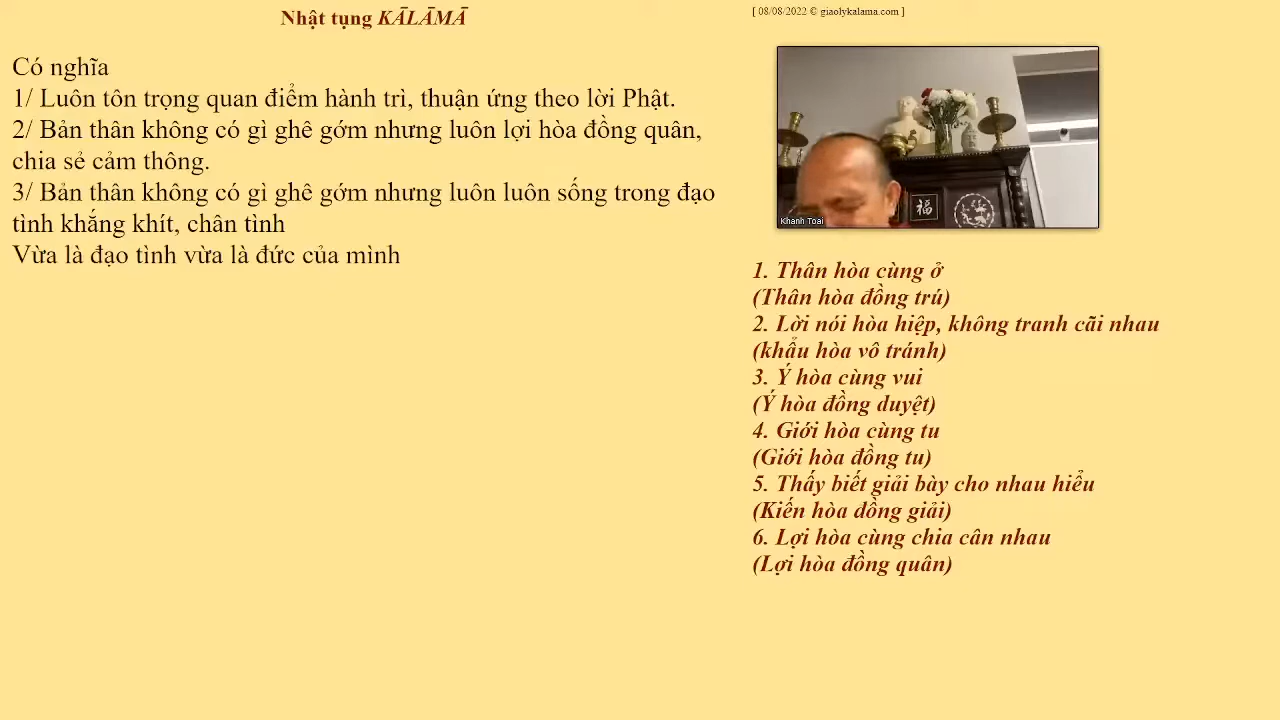 Nhật tụng KĀLĀMĀ
[ 08/08/2022 © giaolykalama.com ]
Có nghĩa
1/ Luôn tôn trọng quan điểm hành trì, thuận ứng theo lời Phật.
2/ Bản thân không có gì ghê gớm nhưng luôn lợi hòa đồng quân,
chia sẻ cảm thông.
3/ Bản thân không có gì ghê gớm nhưng luôn luôn sống trong đạo
tình khắng khít, chân tình
Vừa là đạo tình vừa là đức của mình
福
Khanh Toai
1. Thân hòa cùng ở
(Thân hòa đồng trú)
2. Lời nói hòa hiệp, không tranh cãi nhau
(khẩu hòa vô tránh)
3. Ý hòa cùng vui
(Ý hòa đồng duyệt)
4. Giới hòa cùng tu
(Giới hòa đồng tu)
5. Thấy biết giải bày cho nhau hiểu
(Kiến hòa đồng giải)
6. Lợi hòa cùng chia cân nhau
(Lợi hòa đồng quân)